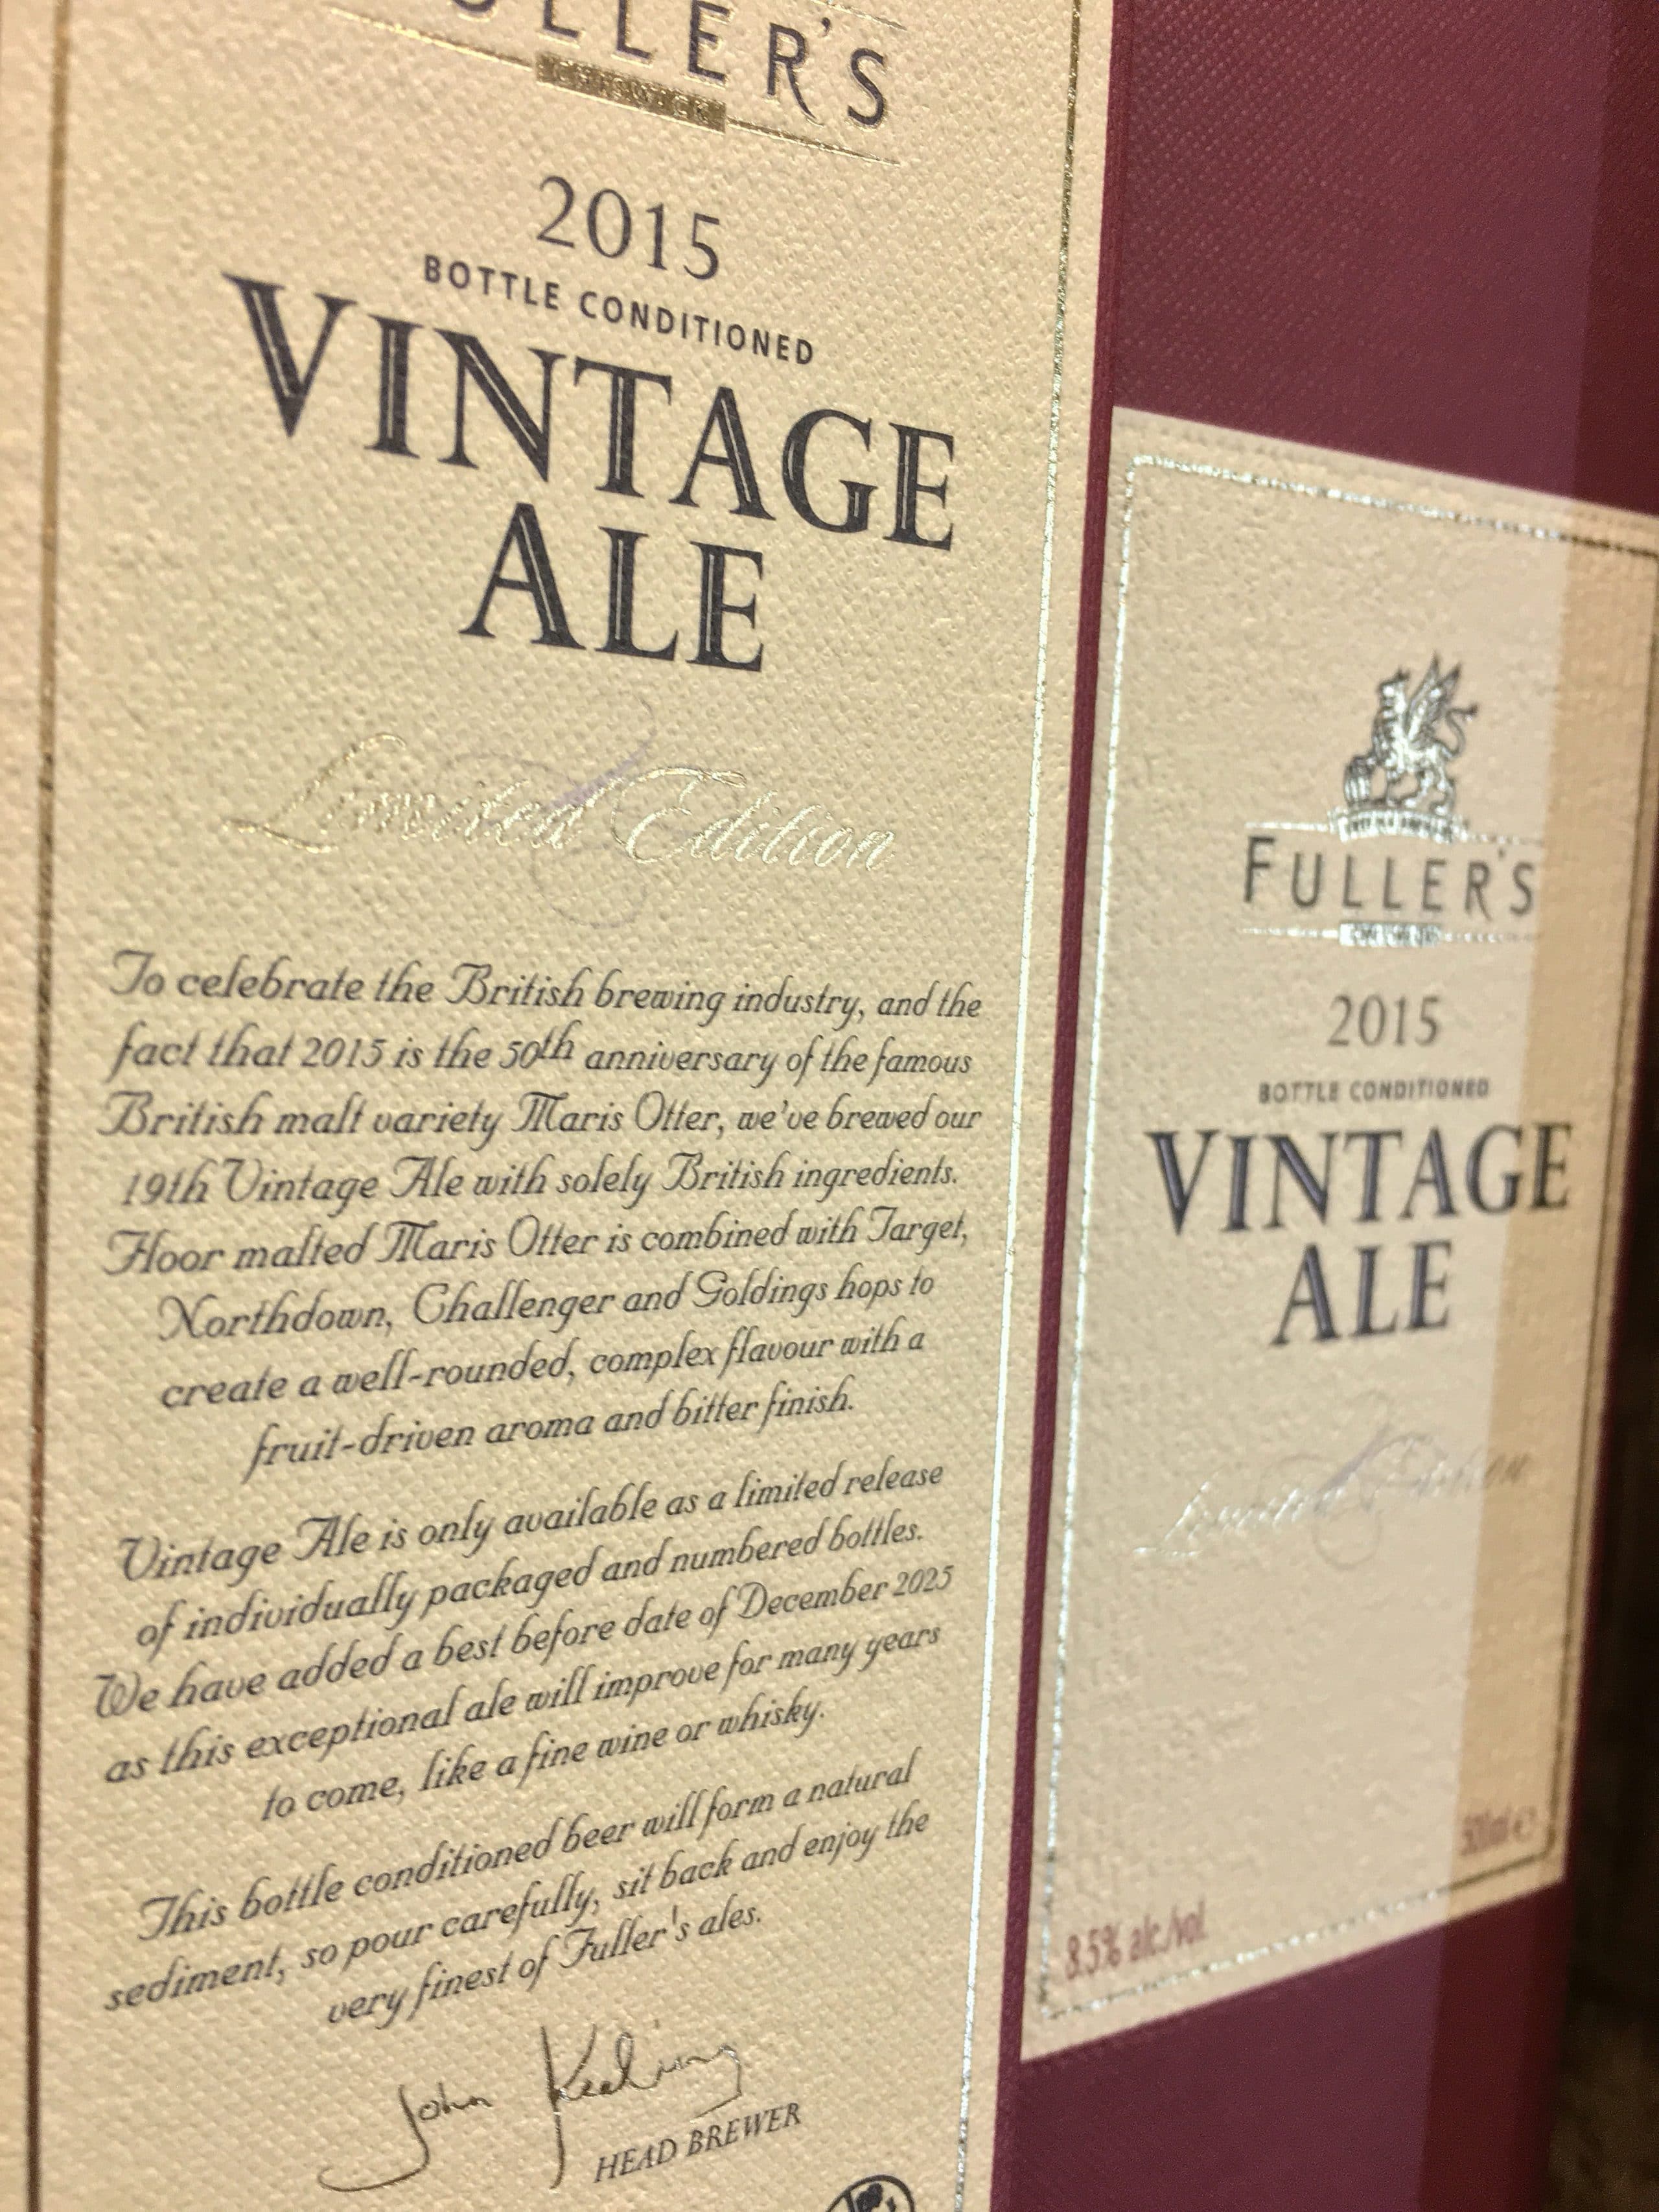 FULLER'S
CHISWICK
2015
BOTTLE CONDITIONED
VINTAGE
ALE
Limited Edition
To celebrate the British brewing industry, and the
fact that 2015 is the 50th anniversary of the famous
British malt variety Maris Otter, we've brewed our
19th Vintage Ale with solely British ingredients.
Floor malted Maris Otter is combined with Target,
Northdown, Challenger and Goldings hops to
create a well-rounded, complex flavour with a
fruit-driven aroma and bitter finish.
Vintage Ale is only available as a limited release
of individually packaged and numbered bottles.
We have added a best before date of December 2025
as this exceptional ale will improve for many years
to come, like a fine wine or whisky.
This bottle conditioned beer will form a natural
sediment, so pour carefully, sit back and enjoy the
very finest of Fuller's ales.
John Keeling
HEAD BREWER
FULLER'S
2015
BOTTLE CONDITIONED
VINTAGE
ALE
Limited Edition
500ml e
8.5% alc./vol.